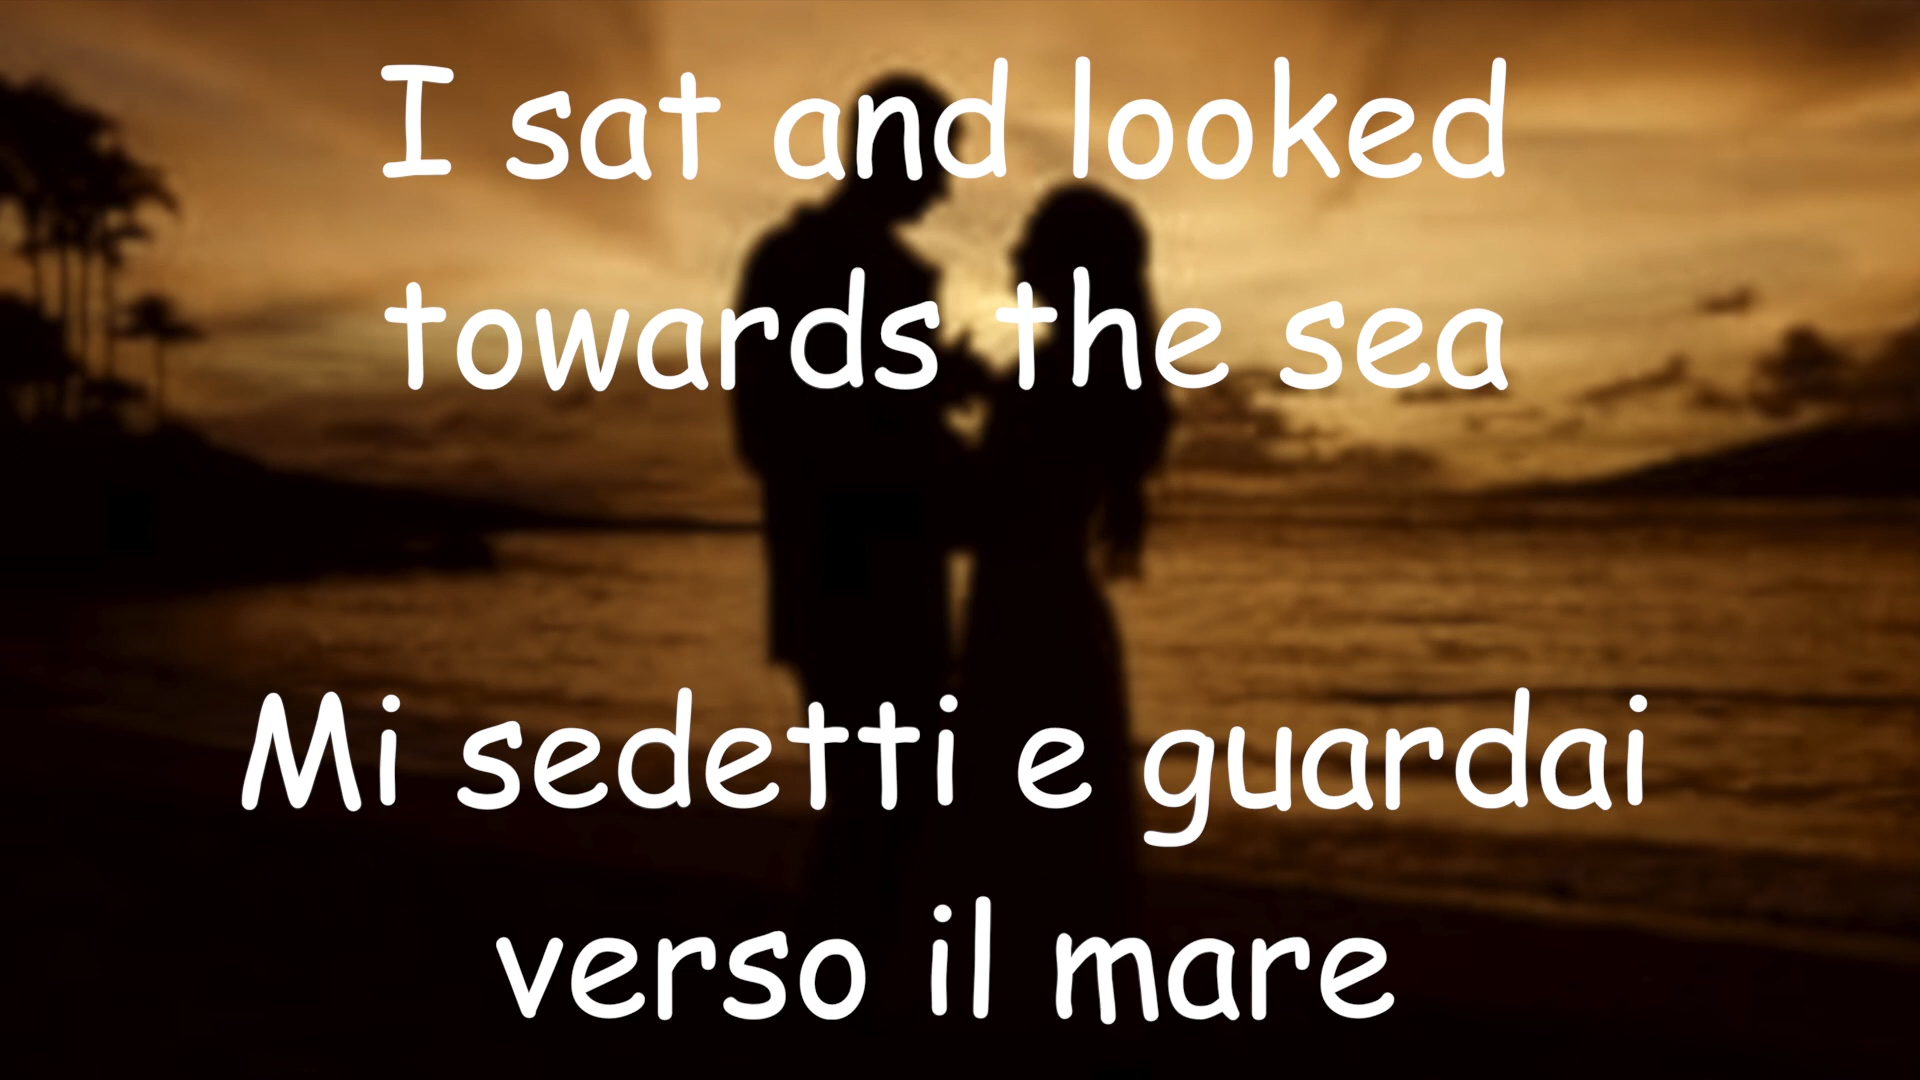 I sat and looked
towards the sea
Mi sedetti e guardai
verso il mare